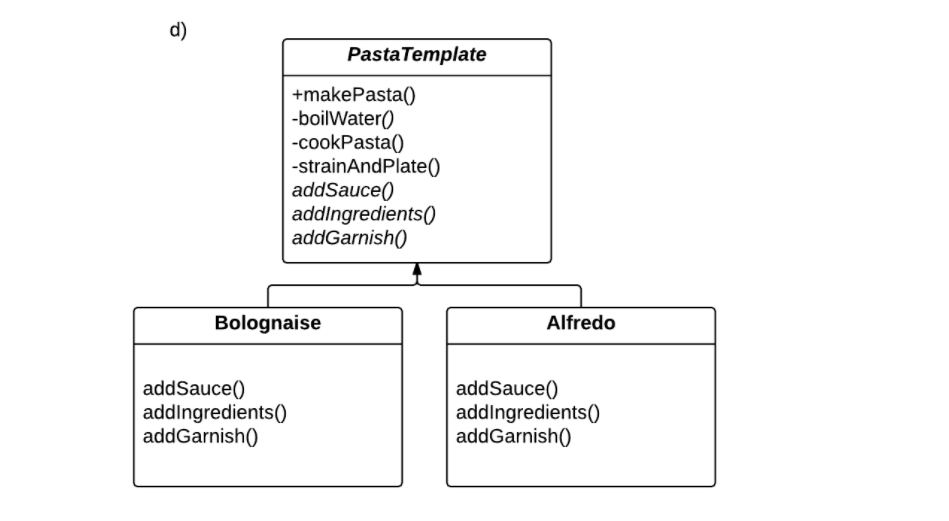 d)
PastaTemplate
+makePasta()
-boilWater()
-cookPasta()
-strainAndPlate()
addSauce()
addIngredients()
addGarnish()
Bolognaise
addSauce()
addIngredients()
addGarnish()
Alfredo
addSauce()
addIngredients()
addGarnish()